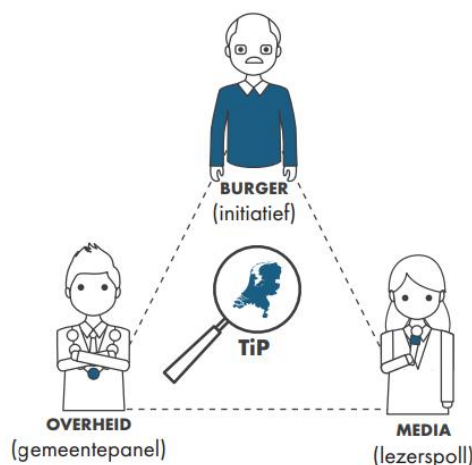 BURGER
(initiatief)
TiP
OVERHEID
(gemeentepanel)
MEDIA
(lezerspoll)